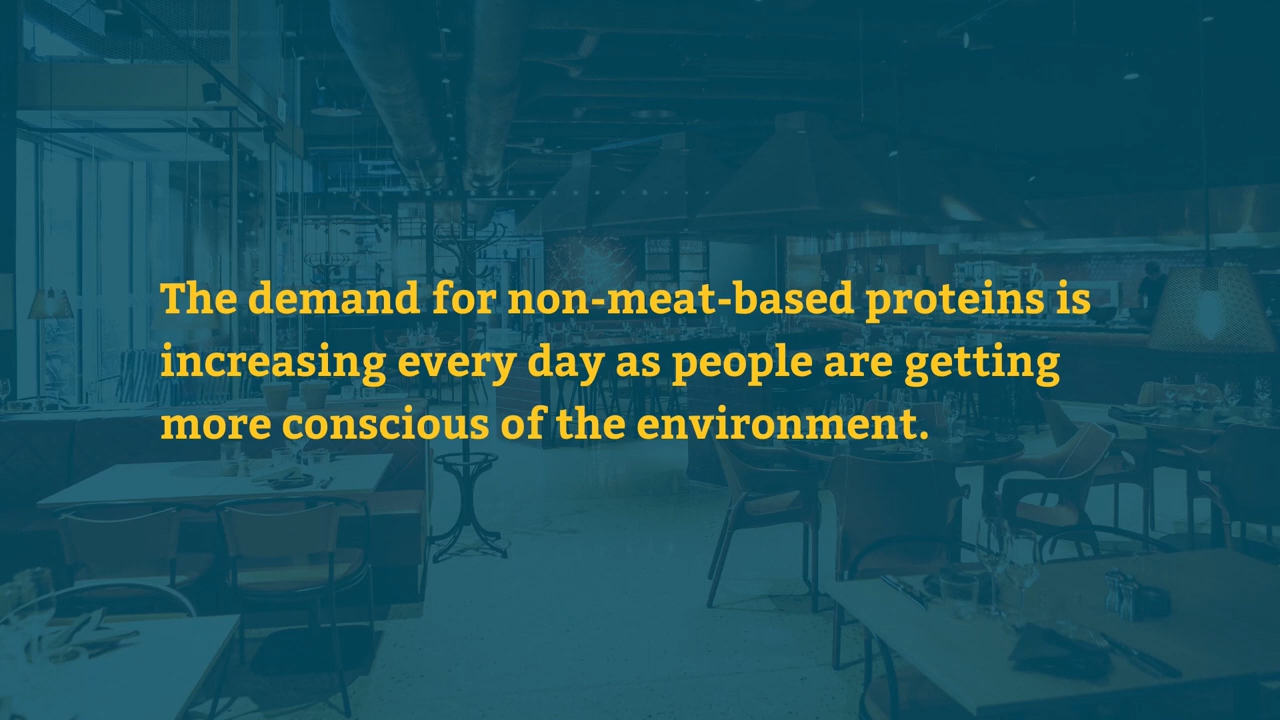 The demand for non-meat-based proteins is
increasing every day as people are getting
more conscious of the environment.